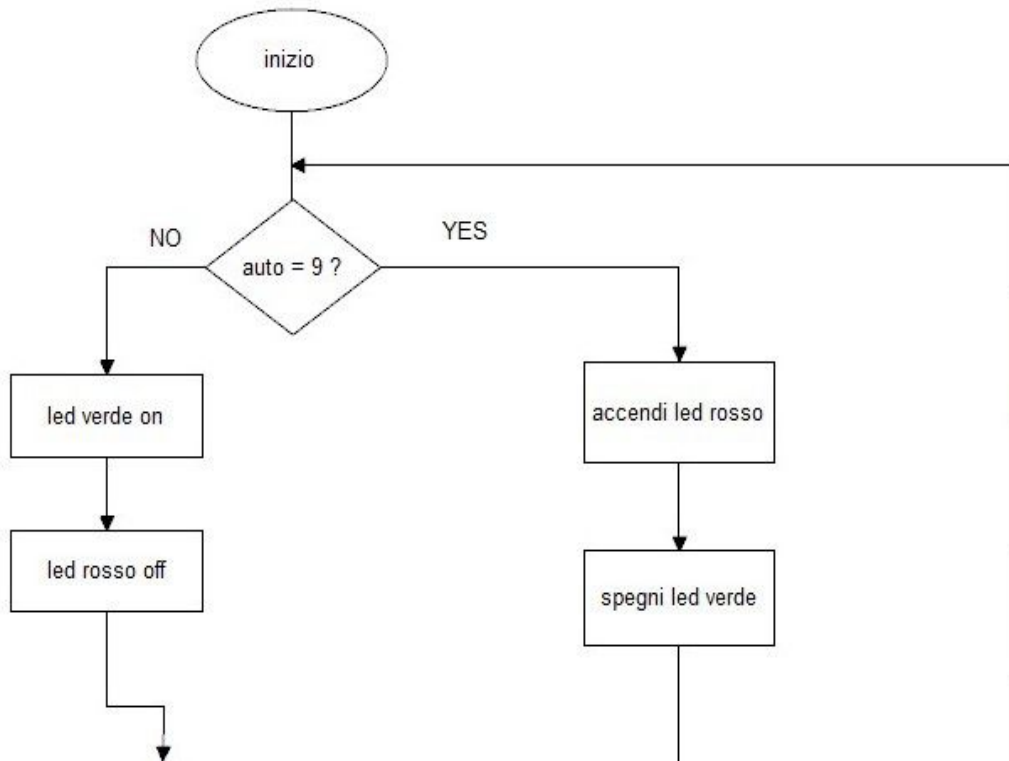 inizio
NO
YES
auto = 9 ?
led verde on
accendi led rosso
led rosso off
spegni led verde